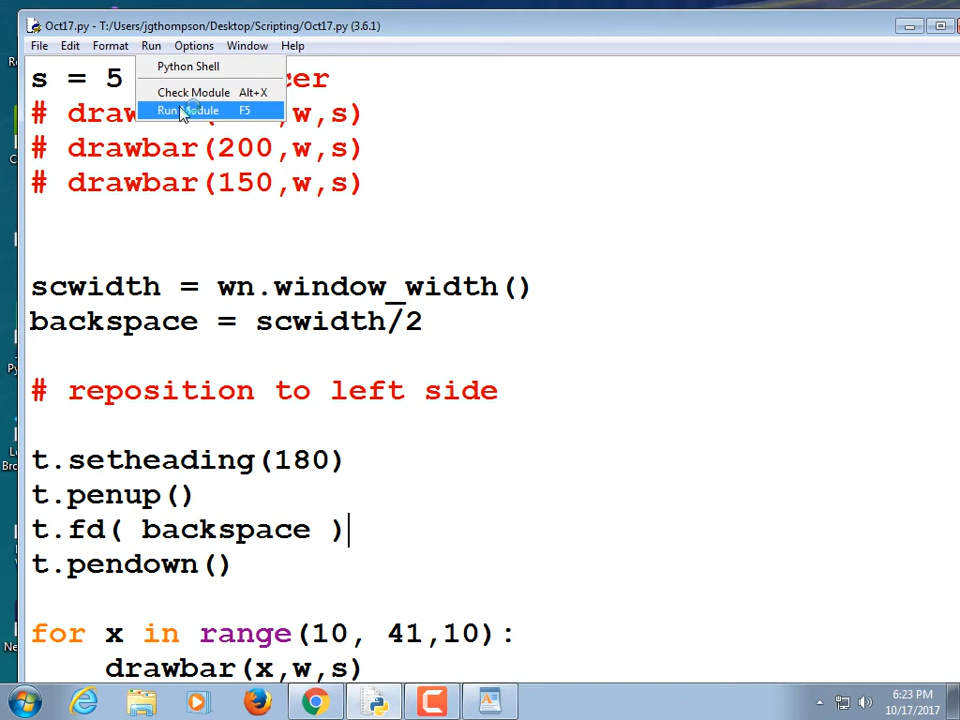 Oct17.py - T:/Users/jgthompson/Desktop/Scripting/Oct17.py (3.6.1)
File Edit Format Run Options Window Help
Python Shell
Check Module Alt+X
Run Module F5
s = 5 cer
# drawb ,w,s)
# drawbar(200,w,s)
# drawbar(150,w,s)
scwidth = wn.window_width()
backspace = scwidth/2
# reposition to left side
t.setheading(180)
t.penup()
t.fd( backspace )
t.pendown()
for x in range(10, 41,10):
drawbar(x,w,s)
6:23 PM
10/17/2017